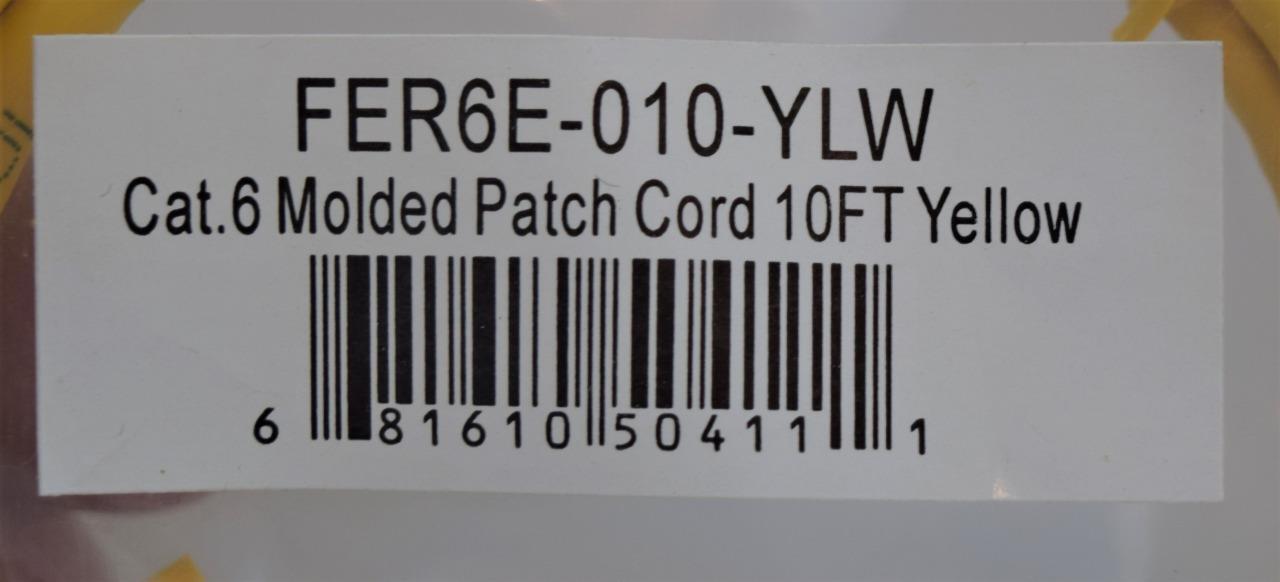 FER6E-010-YLW
Cat.6 Molded Patch Cord 10FT Yellow
6 81610 50411 1